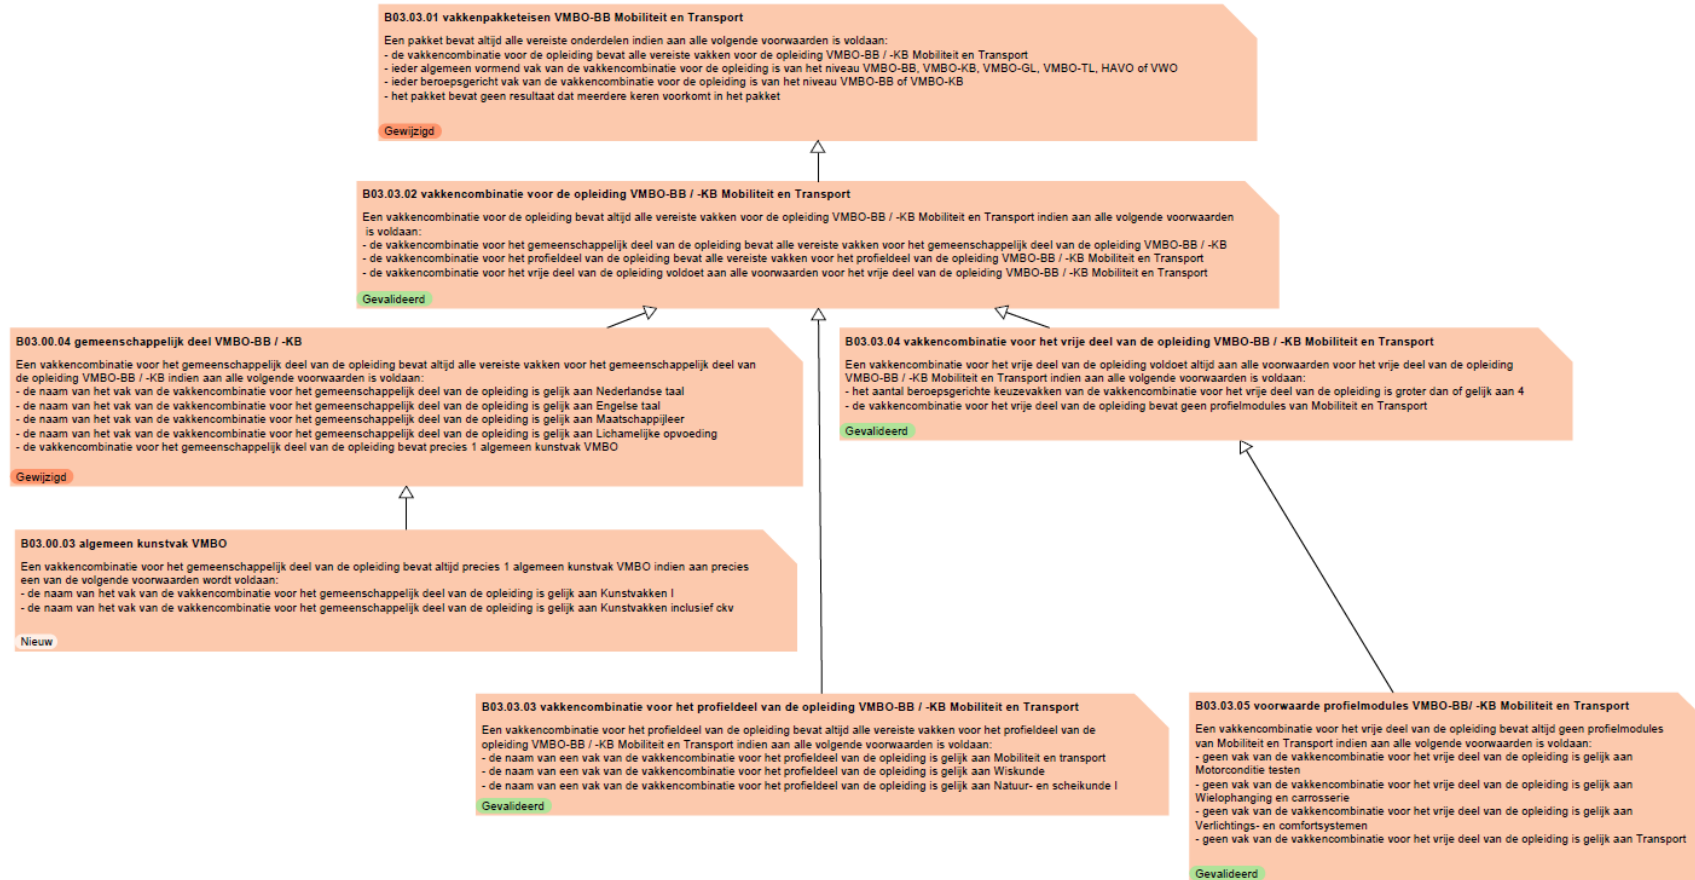 B03.03.01 vakkenpakketeisen VMBO-BB Mobiliteit en Transport
Een pakket bevat altijd alle vereiste onderdelen indien aan alle volgende voorwaarden is voldaan:
- de vakkencombinatie voor de opleiding bevat alle vereiste vakken voor de opleiding VMBO-BB / -KB Mobiliteit en Transport
- ieder algemeen vormend vak van de vakkencombinatie voor de opleiding is van het niveau VMBO-BB, VMBO-KB, VMBO-GL, VMBO-TL, HAVO of VWO
- ieder beroepsgericht vak van de vakkencombinatie voor de opleiding is van het niveau VMBO-BB of VMBO-KB
- het pakket bevat geen resultaat dat meerdere keren voorkomt in het pakket
Gewijzigd
B03.03.02 vakkencombinatie voor de opleiding VMBO-BB / -KB Mobiliteit en Transport
Een vakkencombinatie voor de opleiding bevat altijd alle vereiste vakken voor de opleiding VMBO-BB / -KB Mobiliteit en Transport indien aan alle volgende voorwaarden
is voldaan:
- de vakkencombinatie voor het gemeenschappelijk deel van de opleiding bevat alle vereiste vakken voor het gemeenschappelijk deel van de opleiding VMBO-BB / -KB
- de vakkencombinatie voor het profieldeel van de opleiding bevat alle vereiste vakken voor het profieldeel van de opleiding VMBO-BB / -KB Mobiliteit en Transport
- de vakkencombinatie voor het vrije deel van de opleiding voldoet aan alle voorwaarden voor het vrije deel van de opleiding VMBO-BB / -KB Mobiliteit en Transport
Gevalideerd
B03.00.04 gemeenschappelijk deel VMBO-BB / -KB
Een vakkencombinatie voor het gemeenschappelijk deel van de opleiding bevat altijd alle vereiste vakken voor het gemeenschappelijk deel van
de opleiding VMBO-BB / -KB indien aan alle volgende voorwaarden is voldaan:
- de naam van het vak van de vakkencombinatie voor het gemeenschappelijk deel van de opleiding is gelijk aan Nederlandse taal
- de naam van het vak van de vakkencombinatie voor het gemeenschappelijk deel van de opleiding is gelijk aan Engelse taal
- de naam van het vak van de vakkencombinatie voor het gemeenschappelijk deel van de opleiding is gelijk aan Maatschappijleer
- de naam van het vak van de vakkencombinatie voor het gemeenschappelijk deel van de opleiding is gelijk aan Lichamelijke opvoeding
- de vakkencombinatie voor het gemeenschappelijk deel van de opleiding bevat precies 1 algemeen kunstvak VMBO
Gewijzigd
B03.03.04 vakkencombinatie voor het vrije deel van de opleiding VMBO-BB / -KB Mobiliteit en Transport
Een vakkencombinatie voor het vrije deel van de opleiding voldoet altijd aan alle voorwaarden voor het vrije deel van de opleiding
VMBO-BB / -KB Mobiliteit en Transport indien aan alle volgende voorwaarden is voldaan:
- het aantal beroepsgerichte keuzevakken van de vakkencombinatie voor het vrije deel van de opleiding is groter dan of gelijk aan 4
- de vakkencombinatie voor het vrije deel van de opleiding bevat geen profielmodules van Mobiliteit en Transport
Gevalideerd
B03.00.03 algemeen kunstvak VMBO
Een vakkencombinatie voor het gemeenschappelijk deel van de opleiding bevat altijd precies 1 algemeen kunstvak VMBO indien aan precies
een van de volgende voorwaarden wordt voldaan:
- de naam van het vak van de vakkencombinatie voor het gemeenschappelijk deel van de opleiding is gelijk aan Kunstvakken I
- de naam van het vak van de vakkencombinatie voor het gemeenschappelijk deel van de opleiding is gelijk aan Kunstvakken inclusief ckv
Nieuw
B03.03.03 vakkencombinatie voor het profieldeel van de opleiding VMBO-BB / -KB Mobiliteit en Transport
Een vakkencombinatie voor het profieldeel van de opleiding bevat altijd alle vereiste vakken voor het profieldeel van de
opleiding VMBO-BB / -KB Mobiliteit en Transport indien aan alle volgende voorwaarden is voldaan:
- de naam van een vak van de vakkencombinatie voor het profieldeel van de opleiding is gelijk aan Mobiliteit en transport
- de naam van een vak van de vakkencombinatie voor het profieldeel van de opleiding is gelijk aan Wiskunde
- de naam van een vak van de vakkencombinatie voor het profieldeel van de opleiding is gelijk aan Natuur- en scheikunde I
Gevalideerd
B03.03.05 voorwaarde profielmodules VMBO-BB/ -KB Mobiliteit en Transport
Een vakkencombinatie voor het vrije deel van de opleiding bevat altijd geen profielmodules
van Mobiliteit en Transport indien aan alle volgende voorwaarden is voldaan:
- geen vak van de vakkencombinatie voor het vrije deel van de opleiding is gelijk aan
Motorconditie testen
- geen vak van de vakkencombinatie voor het vrije deel van de opleiding is gelijk aan
Wielophanging en carrosserie
- geen vak van de vakkencombinatie voor het vrije deel van de opleiding is gelijk aan
Verlichtings- en comfortsystemen
- geen vak van de vakkencombinatie voor het vrije deel van de opleiding is gelijk aan Transport
Gevalideerd